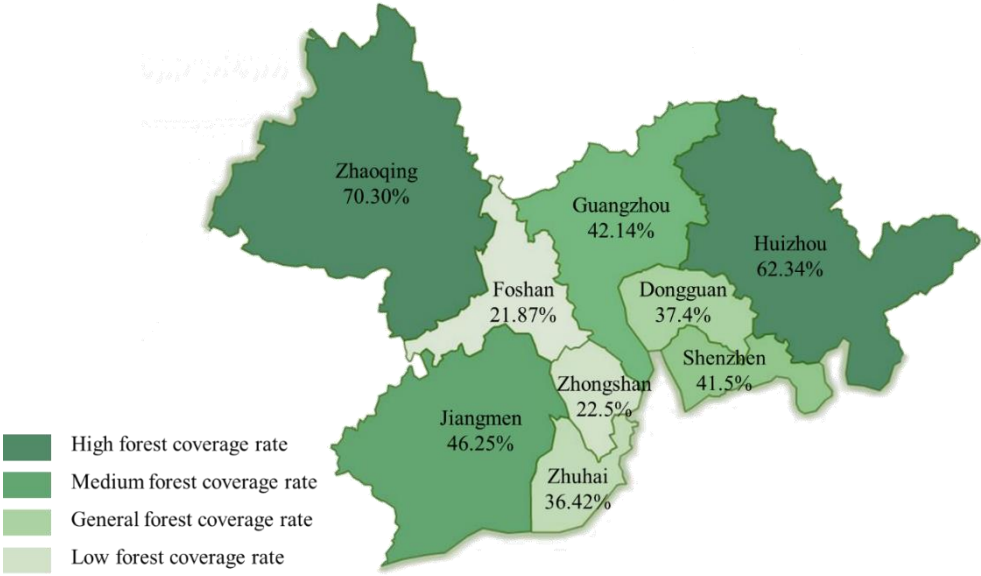 Zhaoqing
70.30%
Guangzhou
42.14%
Huizhou
62.34%
Foshan
21.87%
Dongguan
37.4%
Shenzhen
41.5%
Zhongshan
22.5%
Jiangmen
46.25%
Zhuhai
36.42%
High forest coverage rate
Medium forest coverage rate
General forest coverage rate
Low forest coverage rate